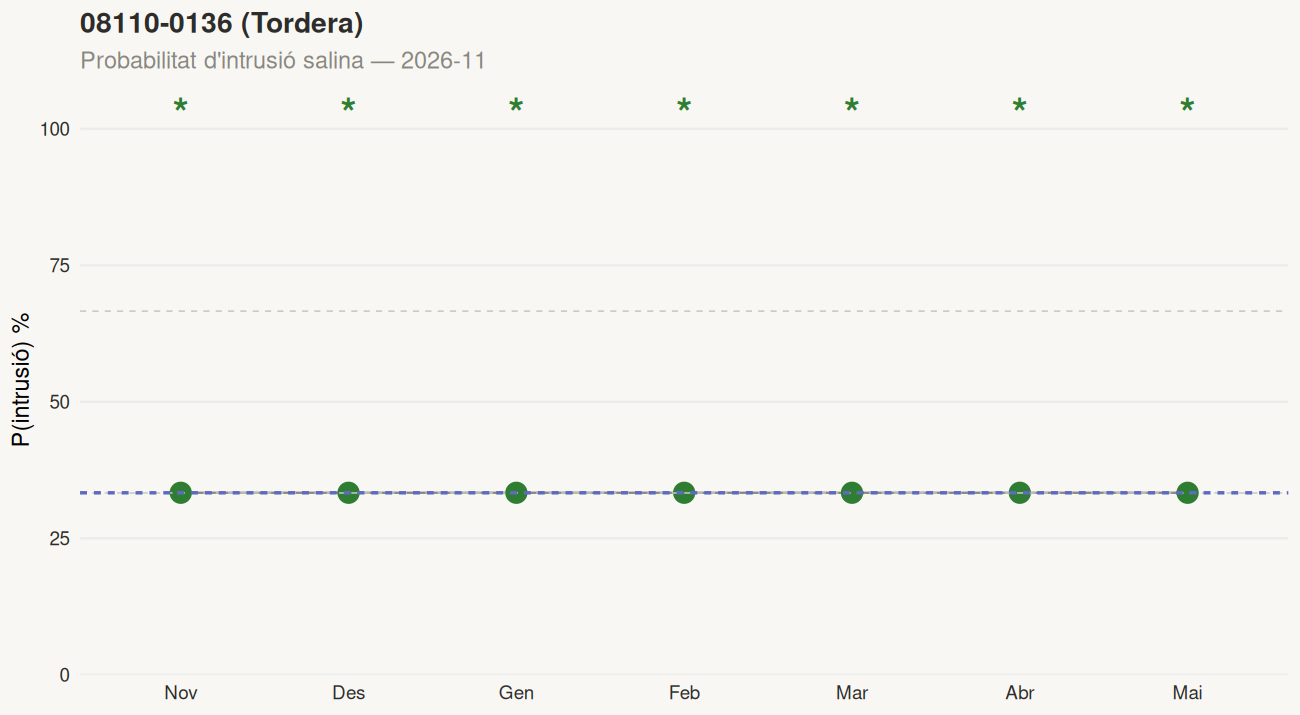 08110-0136 (Tordera)
Probabilitat d'intrusió salina — 2026-11
* * * * * * *
100
75
50
25
0
P(intrusió) %
Nov Des Gen Feb Mar Abr Mai